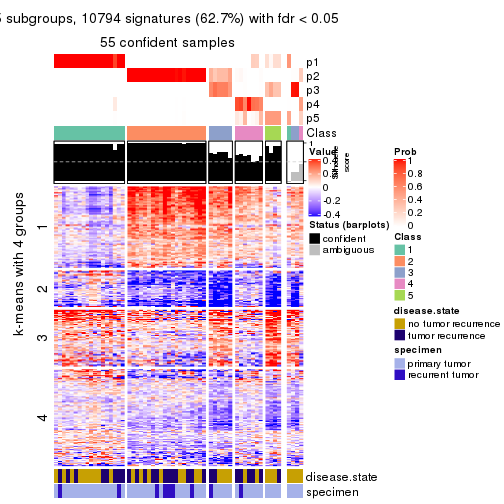 5 subgroups, 10794 signatures (62.7%) with fdr < 0.05
55 confident samples
p1
p2
p3
p4
p5
Class
1
Silhouette
score
k-means with 4 groups
1
2
3
4
disease.state
specimen
Value
0.4
0.2
0
-0.2
-0.4
Status (barplots)
confident
ambiguous
Prob
1
0.8
0.6
0.4
0.2
0
Class
1
2
3
4
5
disease.state
no tumor recurrence
tumor recurrence
specimen
primary tumor
recurrent tumor